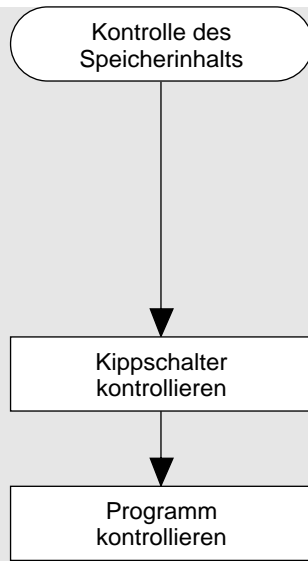 Kontrolle des
Speicherinhalts
Kippschalter
kontrollieren
Programm
kontrollieren